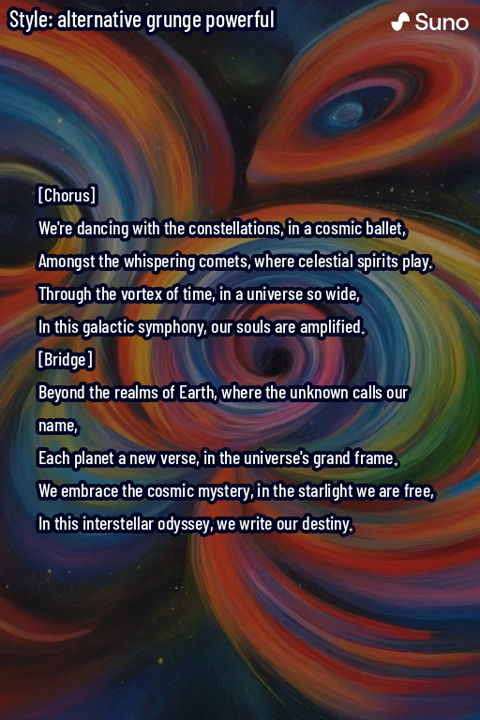 Style: alternative grunge powerful
Suno
[Chorus]
We're dancing with the constellations, in a cosmic ballet,
Amongst the whispering comets, where celestial spirits play.
Through the vortex of time, in a universe so wide,
In this galactic symphony, our souls are amplified.
[Bridge]
Beyond the realms of Earth, where the unknown calls our
name,
Each planet a new verse, in the universe's grand frame.
We embrace the cosmic mystery, in the starlight we are free,
In this interstellar odyssey, we write our destiny.